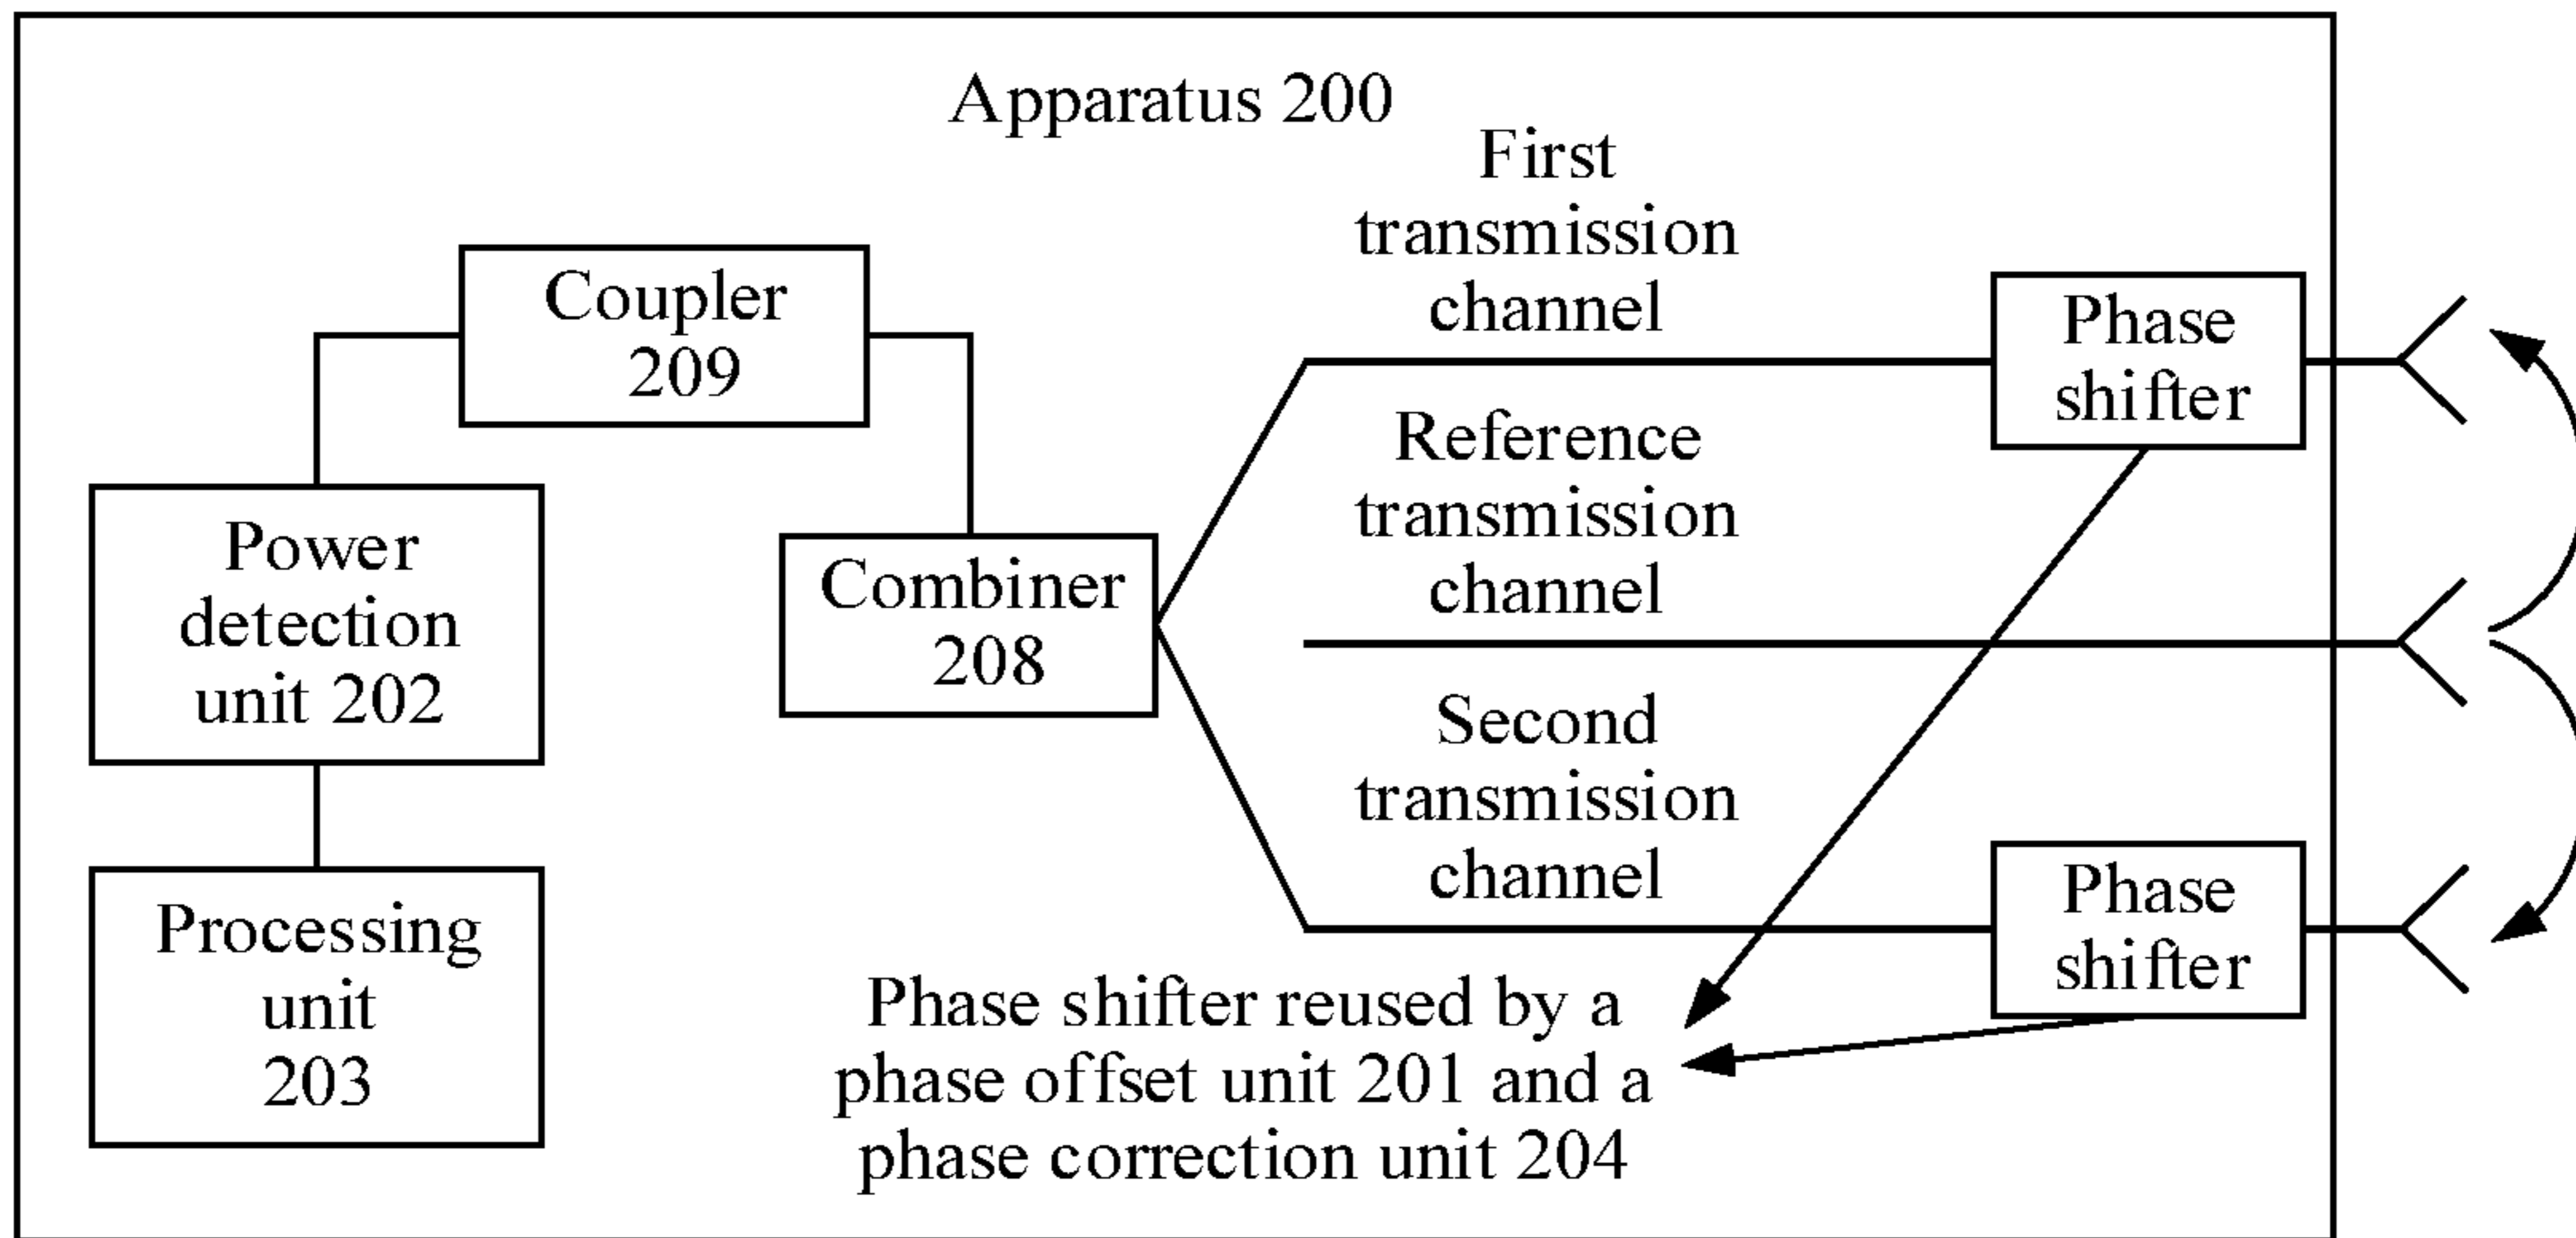 Apparatus 200
First
transmission
channel
Coupler
209
Phase
shifter
Reference
transmission
channel
Power
detection
unit 202
Combiner
208
Second
transmission
channel
Phase
shifter
Processing
unit
203
Phase shifter reused by a
phase offset unit 201 and a
phase correction unit 204